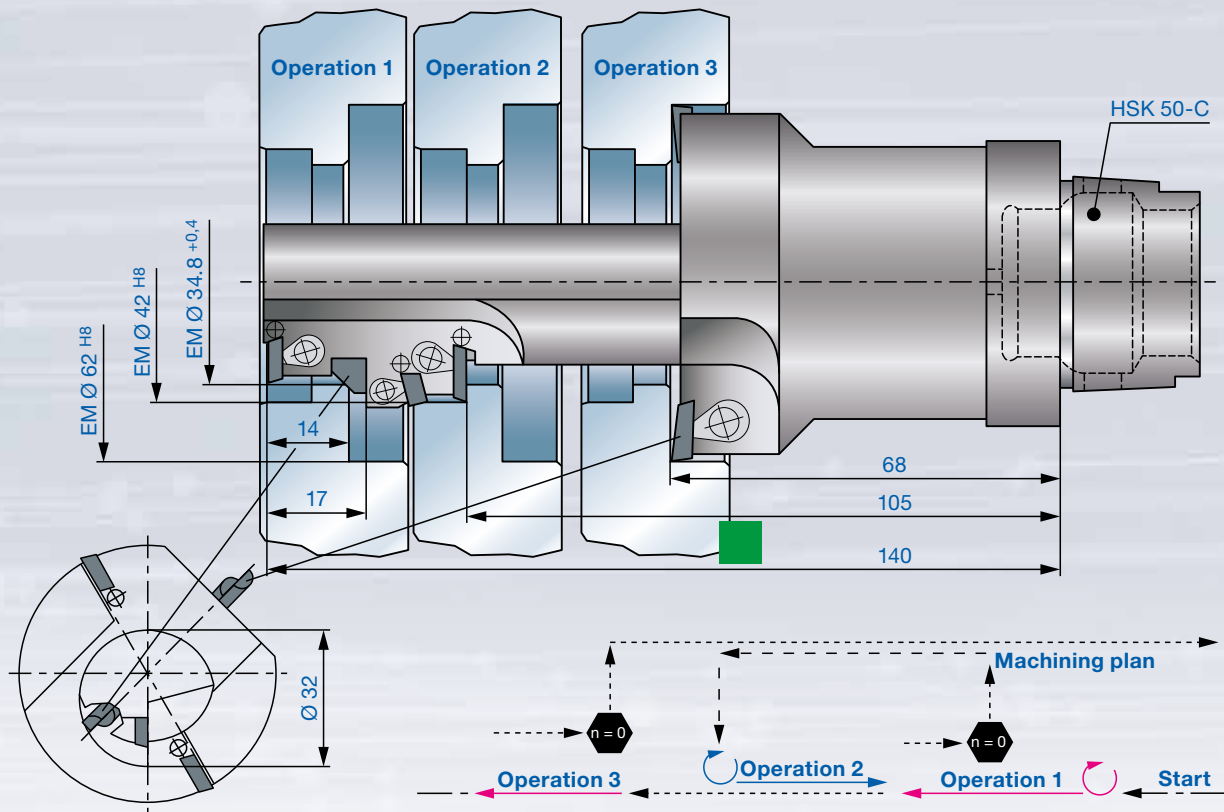 Operation 1
Operation 2
Operation 3
HSK 50-C
EM Ø 62 H8
EM Ø 42 H8
EM Ø 34.8 +0,4
14
17
68
105
140
Ø 32
Machining plan
n = 0
n = 0
Operation 3
Operation 2
Operation 1
Start